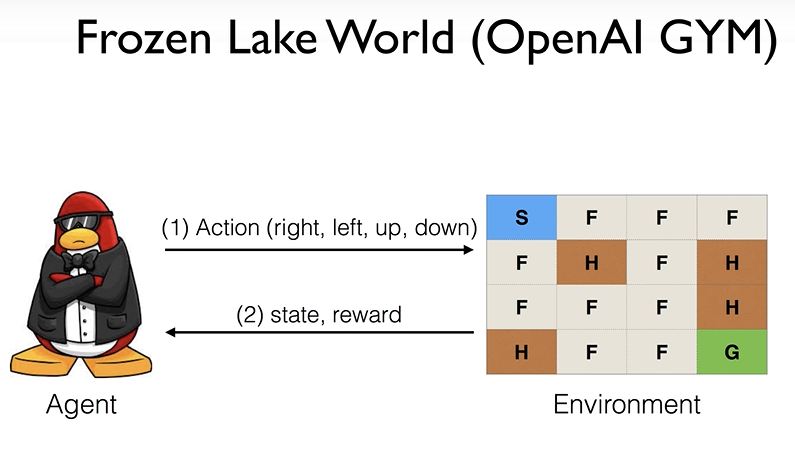 Frozen Lake World (OpenAI GYM)
(1) Action (right, left, up, down)
(2) state, reward
S F F F
F H F H
F F F H
H F F G
Agent
Environment